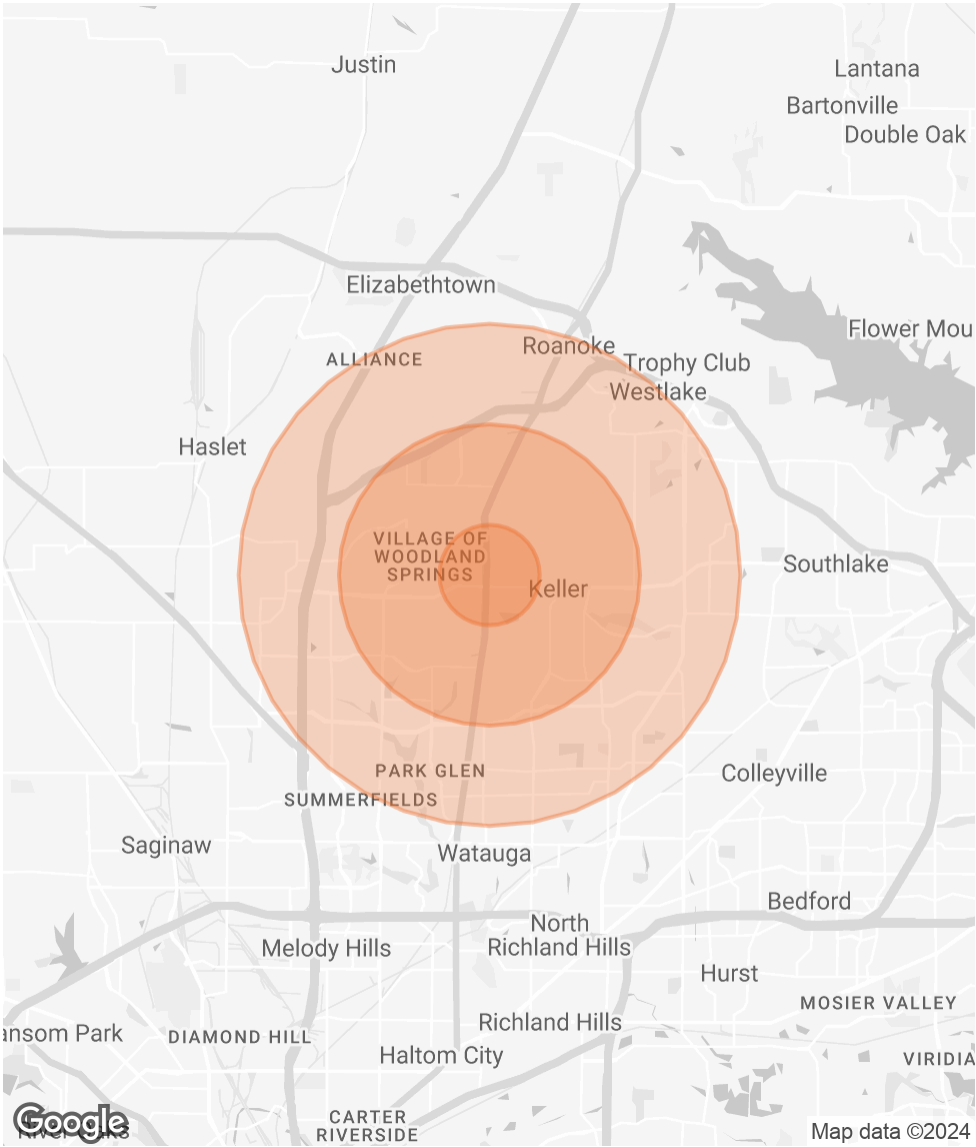 Justin
Lantana
Bartonville
Double Oak
Elizabethtown
Flower Mou
Roanoke
ALLIANCE
Trophy Club
Westlake
Haslet
VILLAGE OF
WOODLAND
SPRINGS
Southlake
Keller
PARK GLEN
Colleyville
SUMMERFIELDS
Saginaw
Watauga
Bedford
North
Richland Hills
Melody Hills
Hurst
MOSIER VALLEY
Richland Hills
ansom Park
DIAMOND HILL
Haltom City
VIRIDIA
CARTER
RIVERSIDE
Google
Map data ©2024